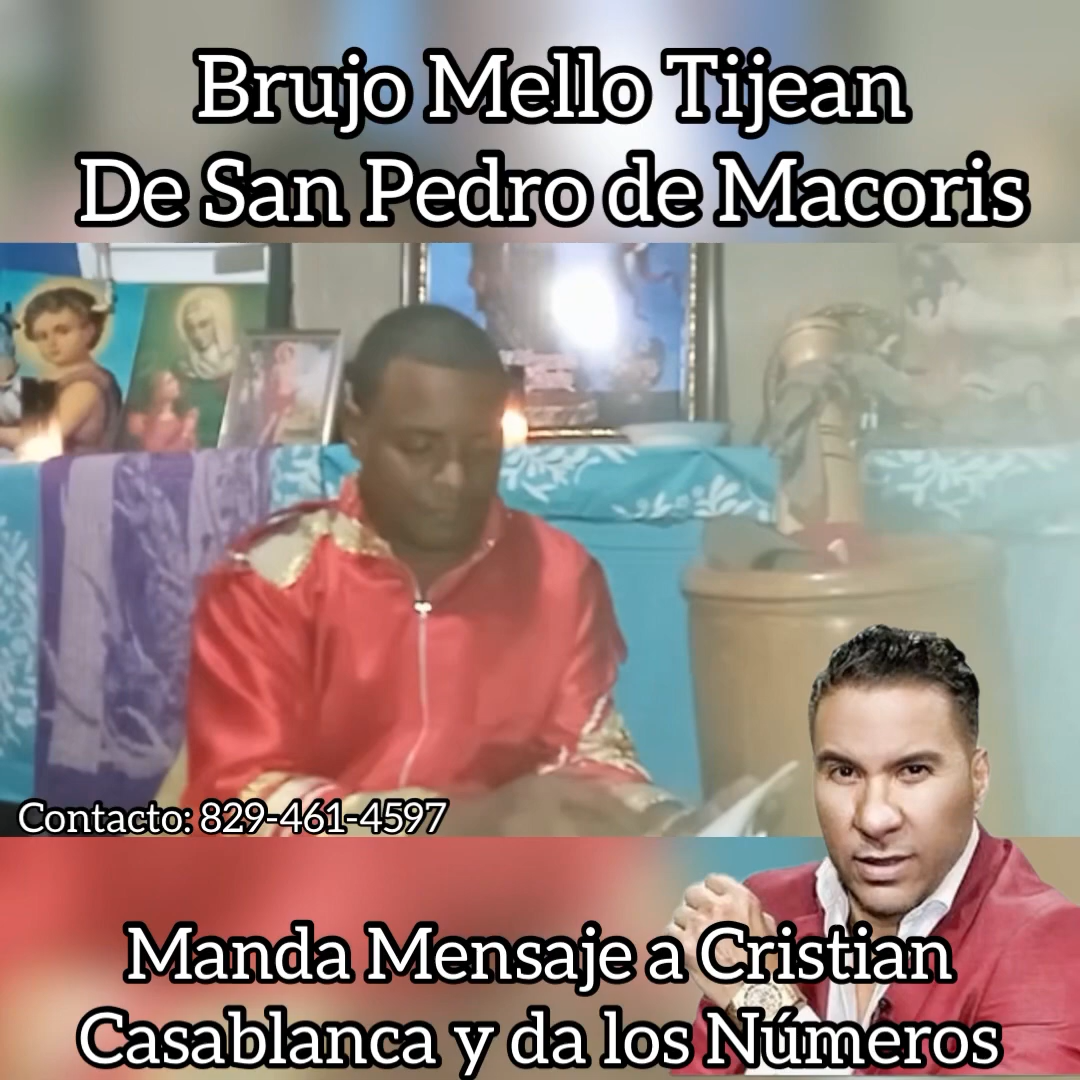 Brujo Mello Tijean
De San Pedro de Macoris
Contacto: 829-461-4597
Manda Mensaje a Cristian
Casablanca y da los Números